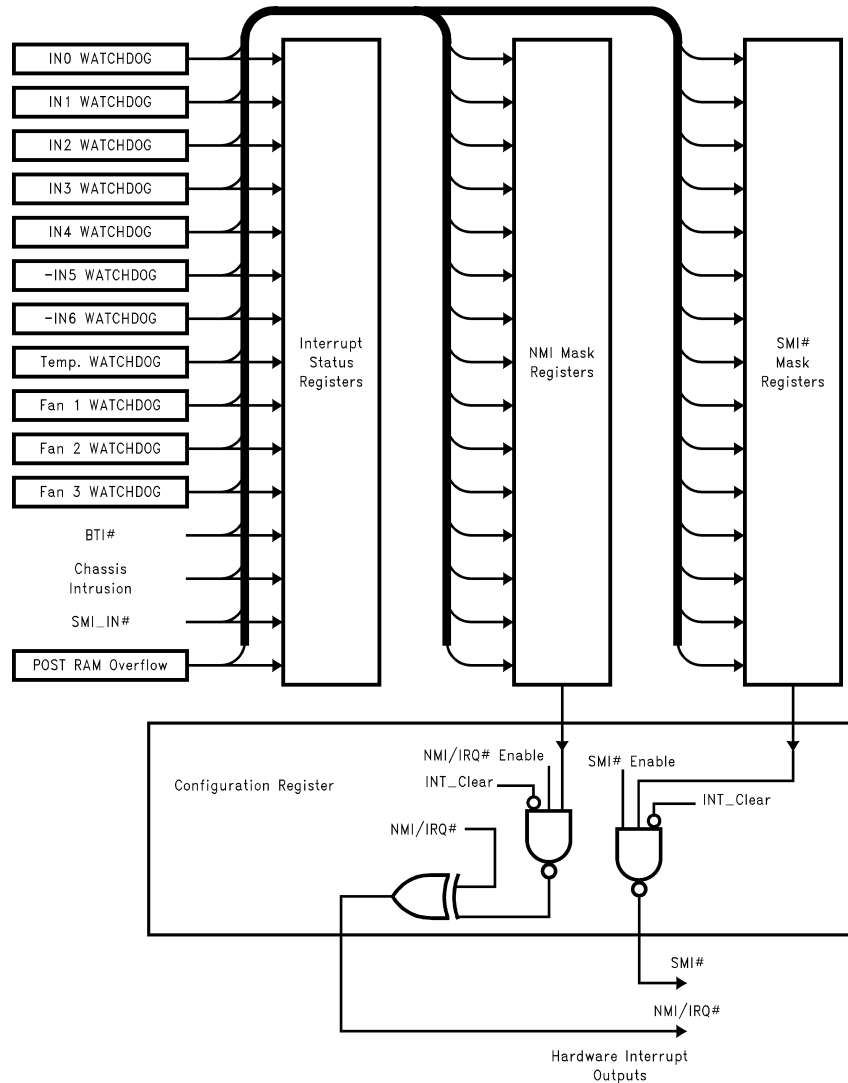 IN0 WATCHDOG
IN1 WATCHDOG
IN2 WATCHDOG
IN3 WATCHDOG
IN4 WATCHDOG
-IN5 WATCHDOG
-IN6 WATCHDOG
Temp. WATCHDOG
Fan 1 WATCHDOG
Fan 2 WATCHDOG
Fan 3 WATCHDOG
BTI#
Chassis
Intrusion
SMI_IN#
POST RAM Overflow
Interrupt
Status
Registers
NMI Mask
Registers
SMI#
Mask
Registers
Configuration Register
NMI/IRQ# Enable
INT_Clear
NMI/IRQ#
SMI# Enable
INT_Clear
SMI#
NMI/IRQ#
Hardware Interrupt
Outputs